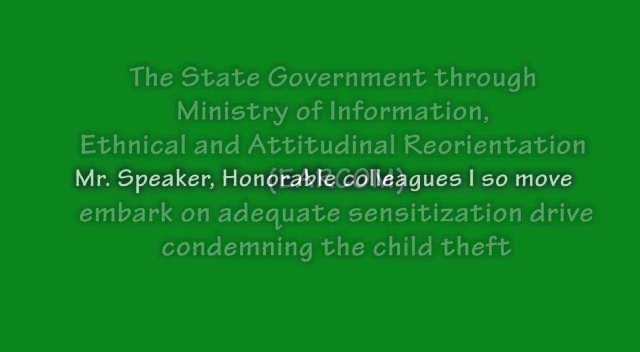 The State Government through
Ministry of Information,
Ethnical and Attitudinal Reorientation
Mr. Speaker, Honorable colleagues I so move
embark on adequate sensitization drive
condemning the child theft